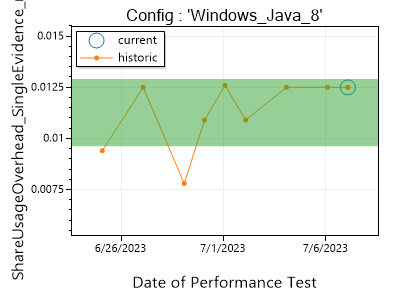 Config : 'Windows_Java_8'
current
historic
0.015
0.0125
0.01
0.0075
ShareUsageOverhead_SingleEvidence_
6/26/2023
7/1/2023
7/6/2023
Date of Performance Test